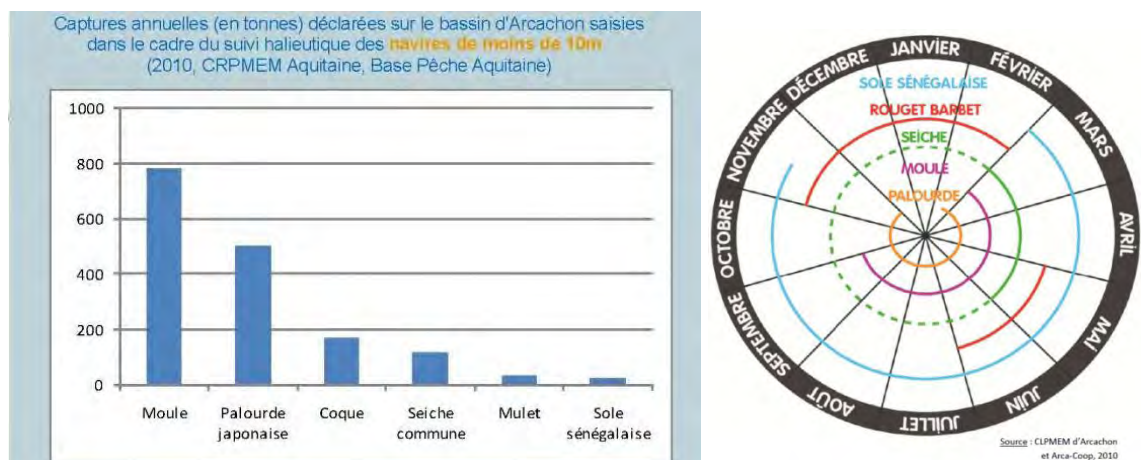 Captures annuelles (en tonnes) déclarées sur le bassin d'Arcachon saisies
dans le cadre du suivi halieutique des navires de moins de 10m
(2010, CRPMEM Aquitaine, Base Pêche Aquitaine)
1000
800
600
400
200
0
Moule
Palourde
japonaise
Coque
Seiche
commune
Mulet
Sole
sénégalaise
JANVIER
FÉVRIER
MARS
AVRIL
MAI
JUIN
JUILLET
AOÛT
SEPTEMBRE
OCTOBRE
NOVEMBRE
DÉCEMBRE
SOLE SÉNÉGALAISE
ROUGET BARBET
SEICHE
MOULE
PALOURDE
Source : CLPMEM d'Arcachon
et Arca-Coop, 2010